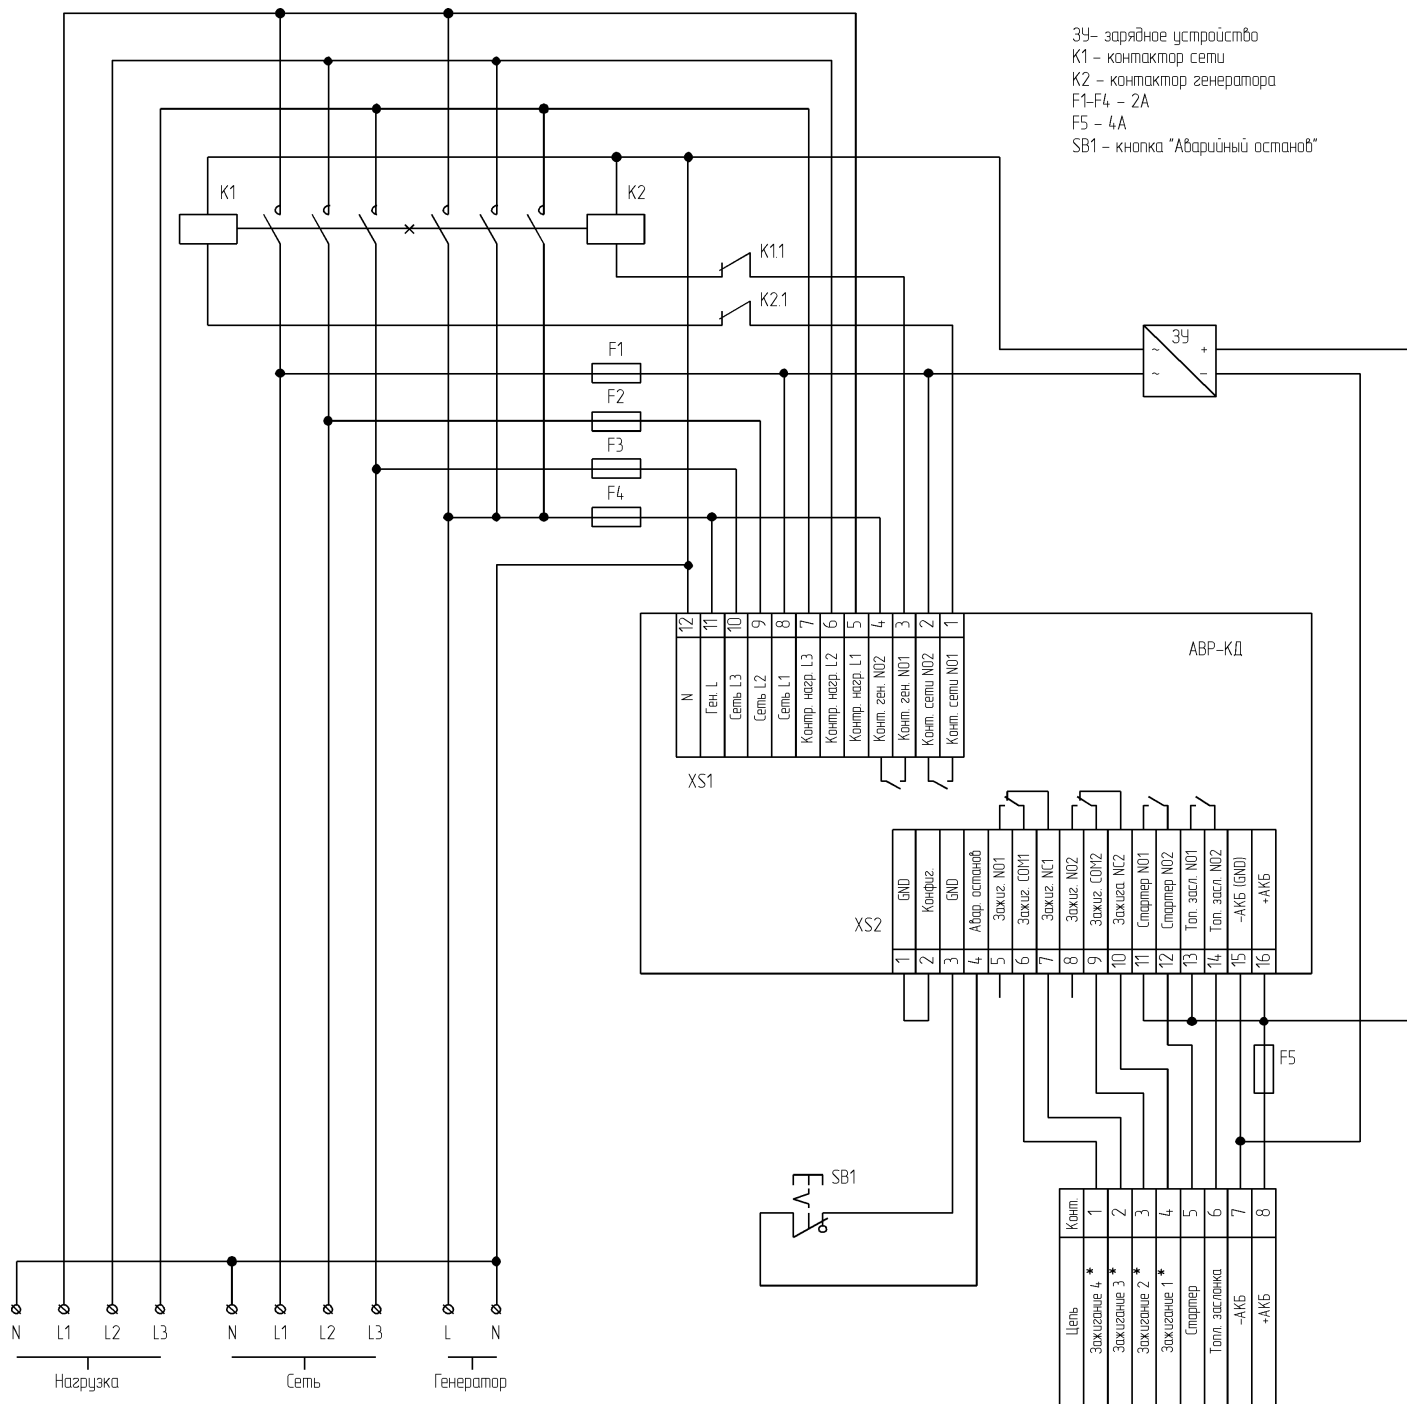 ЗУ– зарядное устройство
К1 – контактор сети
К2 – контактор генератора
F1-F4 – 2А
F5 – 4А
SB1 – кнопка "Аварийный останов"
К1
К2
К1.1
К2.1
ЗУ
~ +
~ –
F1
F2
F3
F4
АВР-КД
12 11 10 9 8 7 6 5 4 3 2 1
N
Ген. L
Сеть L3
Сеть L2
Сеть L1
Контр. нагр. L3
Контр. нагр. L2
Контр. нагр. L1
Конт. ген. NO2
Конт. ген. NO1
Конт. сети NO2
Конт. сети NO1
XS1
XS2
GND
Конфиг.
GND
Авар. останов
Зажиг. NO1
Зажиг. COM1
Зажиг. NC1
Зажиг. NO2
Зажиг. COM2
Зажига NC2
Стартер NO1
Стартер NO2
Топ. засл. NO1
Топ. засл. NO2
-АКБ (GND)
+АКБ
1 2 3 4 5 6 7 8 9 10 11 12 13 14 15 16
F5
SB1
Конт. 1 2 3 4 5 6 7 8
Цепь
Зажигание 4 *
Зажигание 3 *
Зажигание 2 *
Зажигание 1 *
Стартер
Топл. заслонка
-АКБ
+АКБ
N L1 L2 L3 N L1 L2 L3 L N
Нагрузка Сеть Генератор